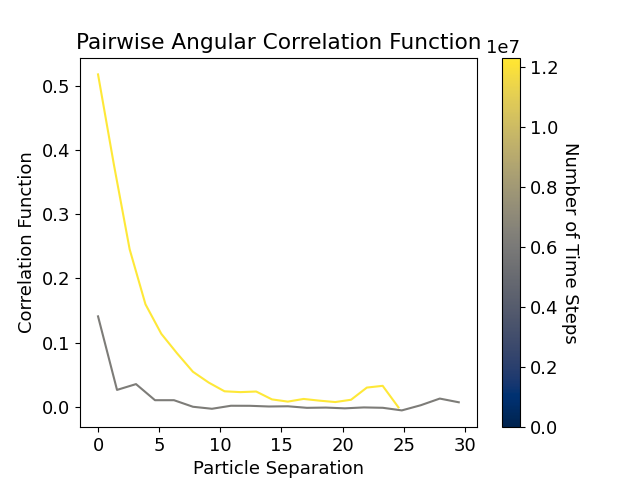 Pairwise Angular Correlation Function
1e7
0.5
0.4
0.3
0.2
0.1
0.0
Correlation Function
0 5 10 15 20 25 30
Particle Separation
1.2
1.0
0.8
0.6
0.4
0.2
0.0
Number of Time Steps